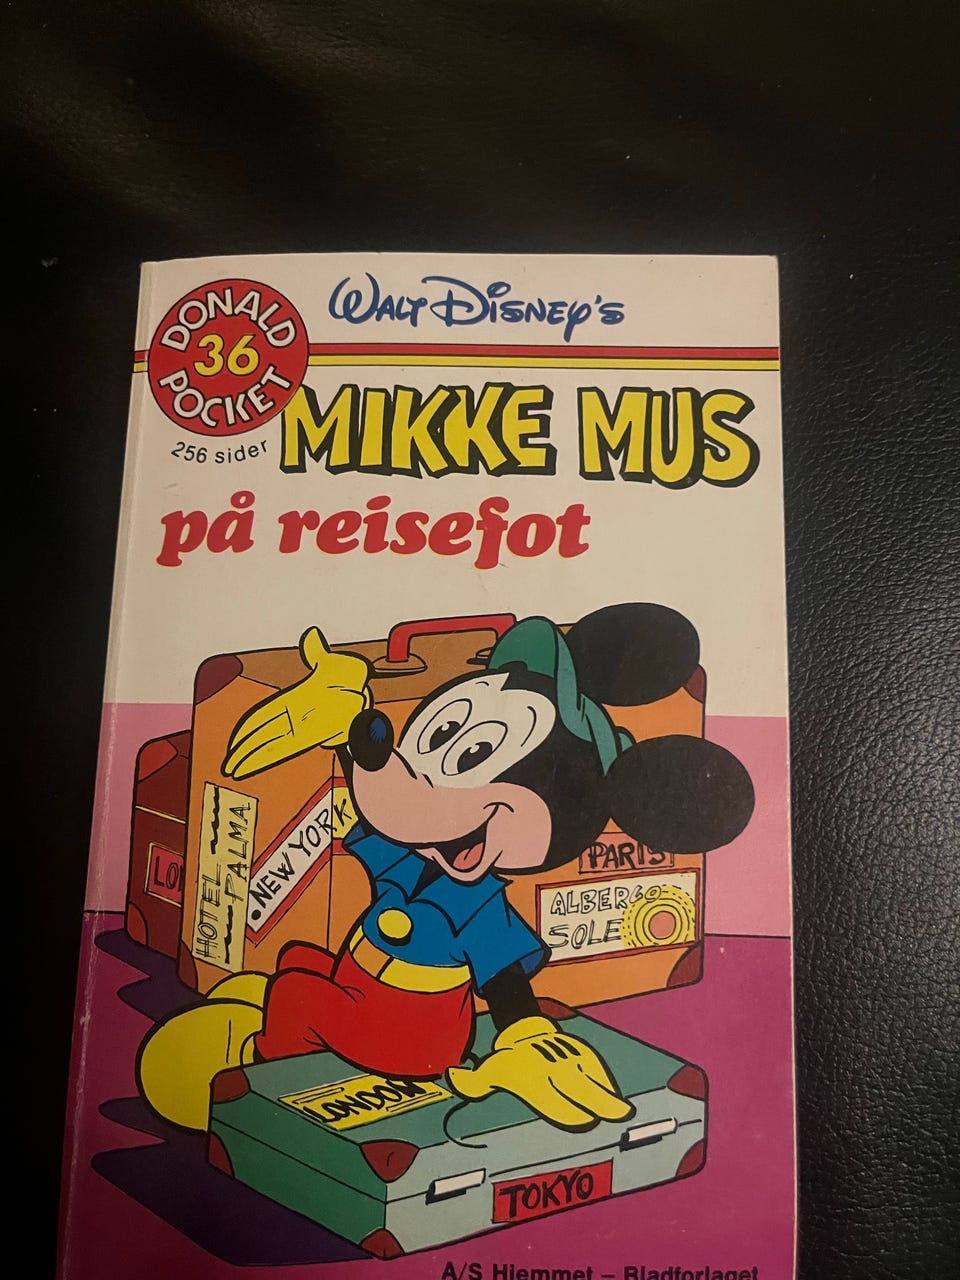 WALT DISNEY'S
DONALD
36
POCKET
256 sider
MIKKE MUS
på reisefot
HOTEL PALMA
NEW YORK
LO
PARIS
ALBERGO
SOLE
LONDON
TOKYO
A/S Hjemmet – Bladforlaget